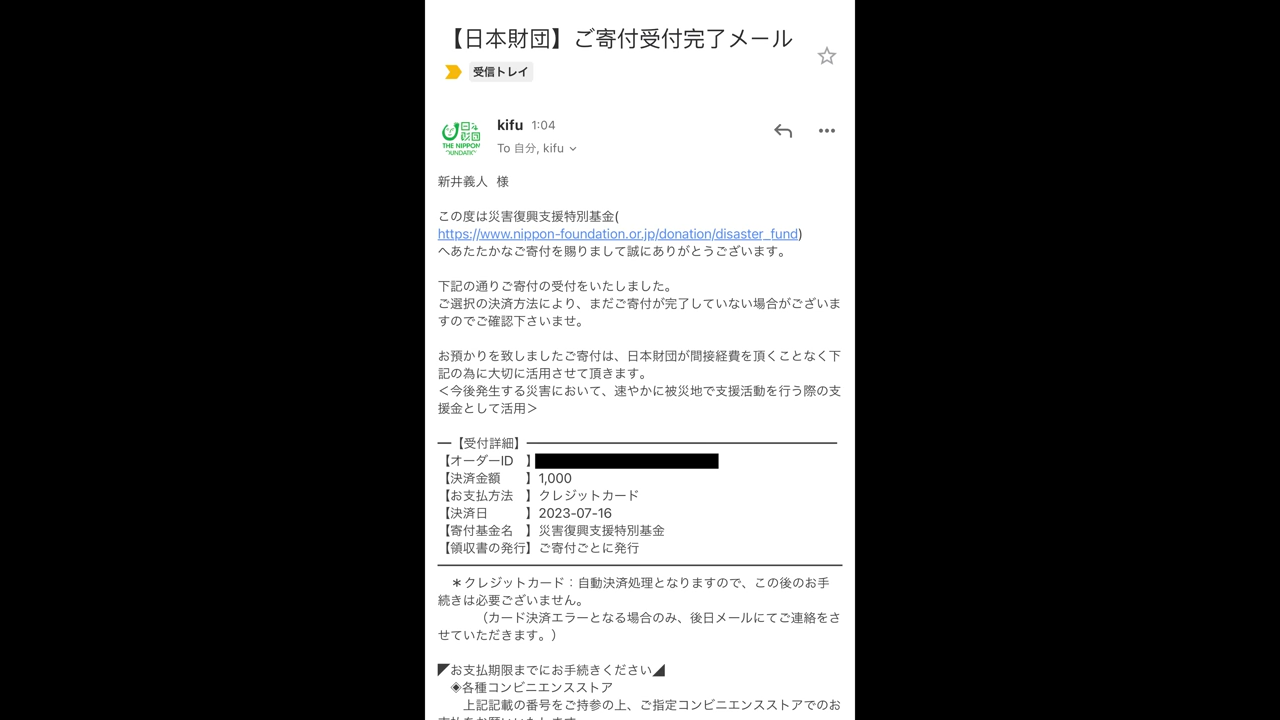 【日本財団】ご寄付受付完了メール
受信トレイ
kifu 1:04
To 自分, kifu
日本財団
THE NIPPON
新井義人 様
この度は災害復興支援特別基金(
https://www.nippon-foundation.or.jp/donation/disaster_fund)
へあたたかなご寄付を賜りまして誠にありがとうございます。
下記の通りご寄付の受付をいたしました。
ご選択の決済方法により、まだご寄付が完了していない場合がございま
すのでご確認下さいませ。
お預かりを致しましたご寄付は、日本財団が間接経費を頂くことなく下
記の為に大切に活用させて頂きます。
＜今後発生する災害において、速やかに被災地で支援活動を行う際の支
援金として活用＞
━【受付詳細】━━━━━━━━━━━━━━━━━━
【オーダーID 】
【決済金額 】1,000
【お支払方法 】クレジットカード
【決済日 】2023-07-16
【寄付基金名 】災害復興支援特別基金
【領収書の発行】ご寄付ごとに発行
＊クレジットカード：自動決済処理となりますので、この後のお手
続きは必要ございません。
（カード決済エラーとなる場合のみ、後日メールにてご連絡をさ
せていただきます。）
◤お支払期限までにお手続きください◢
◈各種コンビニエンスストア
上記記載の番号をご持参の上、ご指定コンビニエンスストアでのお